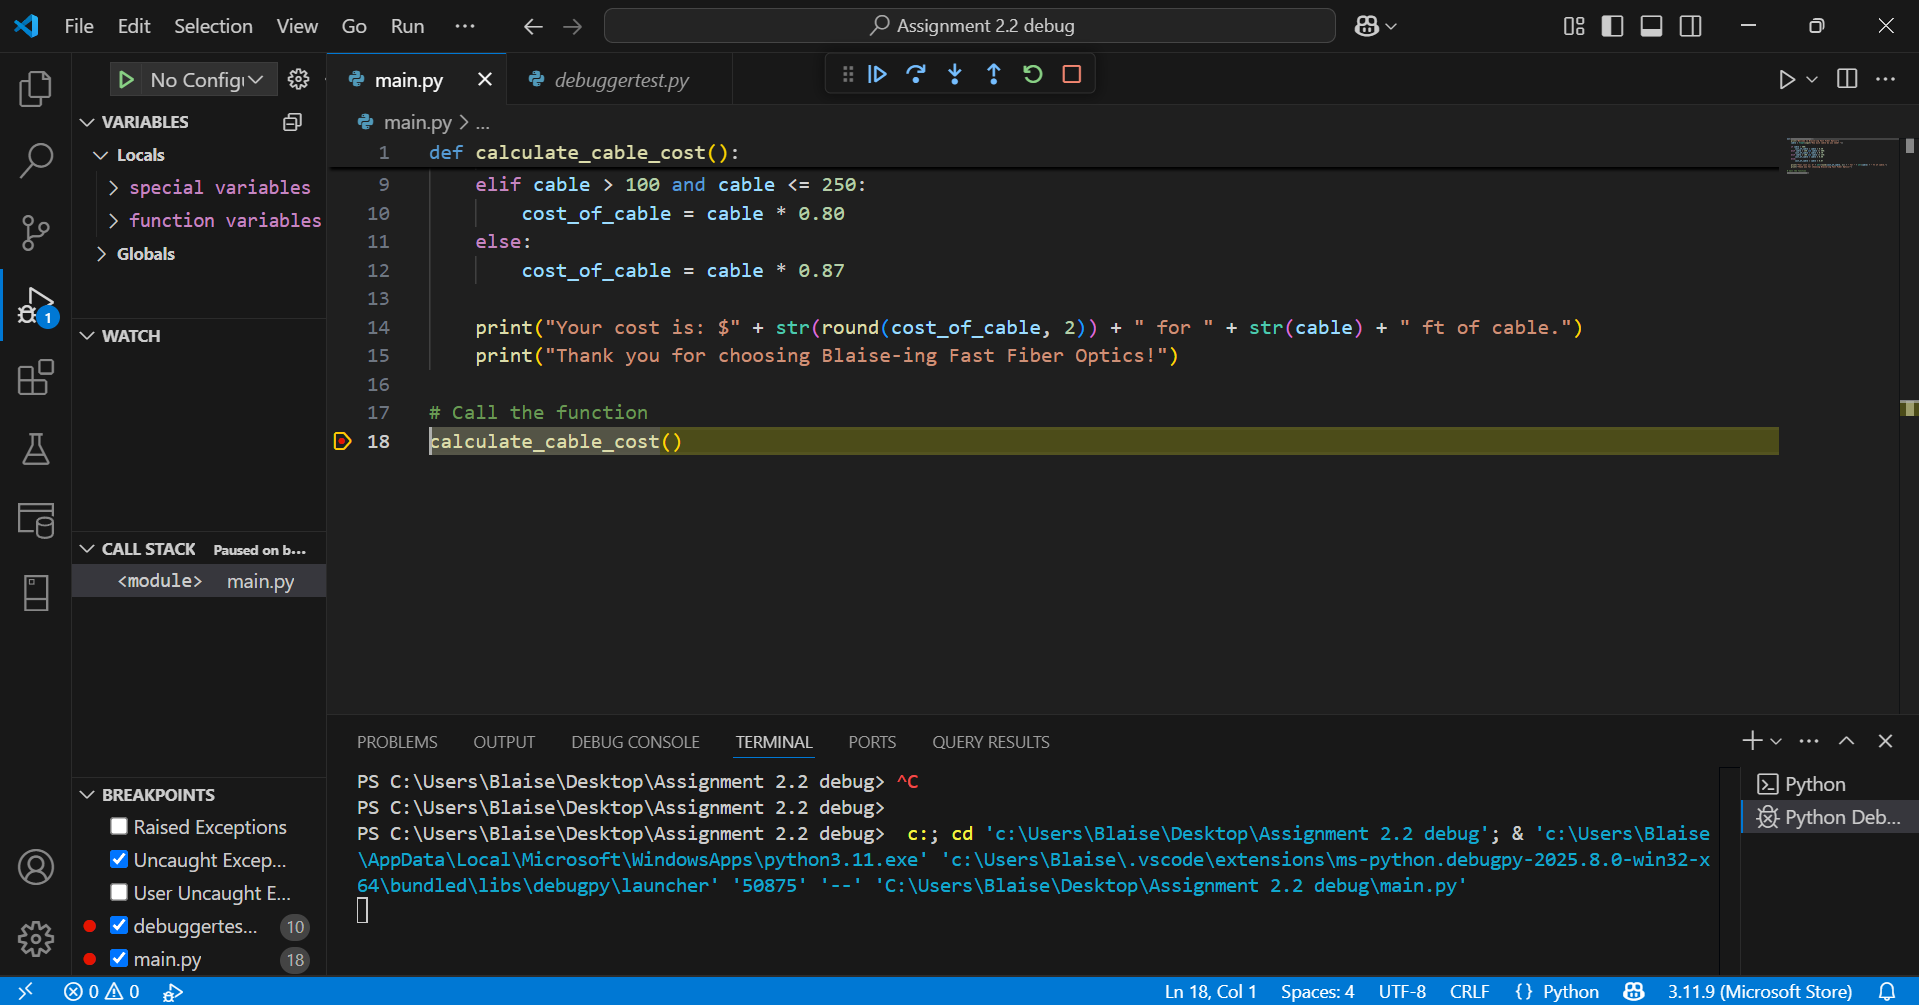 File Edit Selection View Go Run ··· Assignment 2.2 debug
No Config
main.py debuggertest.py
VARIABLES
Locals
special variables
function variables
Globals
WATCH
CALL STACK Paused on b...
<module> main.py
BREAKPOINTS
Raised Exceptions
Uncaught Excep...
User Uncaught E...
debuggertes... 10
main.py 18
main.py > ...
1 def calculate_cable_cost():
9 elif cable > 100 and cable <= 250:
10 cost_of_cable = cable * 0.80
11 else:
12 cost_of_cable = cable * 0.87
13
14 print("Your cost is: $" + str(round(cost_of_cable, 2)) + " for " + str(cable) + " ft of cable.")
15 print("Thank you for choosing Blaise-ing Fast Fiber Optics!")
16
17 # Call the function
18 calculate_cable_cost()
1
PROBLEMS OUTPUT DEBUG CONSOLE TERMINAL PORTS QUERY RESULTS
PS C:\Users\Blaise\Desktop\Assignment 2.2 debug> ^C
PS C:\Users\Blaise\Desktop\Assignment 2.2 debug>
PS C:\Users\Blaise\Desktop\Assignment 2.2 debug> c:; cd 'c:\Users\Blaise\Desktop\Assignment 2.2 debug'; & 'c:\Users\Blaise
\AppData\Local\Microsoft\WindowsApps\python3.11.exe' 'c:\Users\Blaise\.vscode\extensions\ms-python.debugpy-2025.8.0-win32-x
64\bundled\libs\debugpy\launcher' '50875' '--' 'C:\Users\Blaise\Desktop\Assignment 2.2 debug\main.py'
Python
Python Deb...
0 0 Ln 18, Col 1 Spaces: 4 UTF-8 CRLF {} Python 3.11.9 (Microsoft Store)